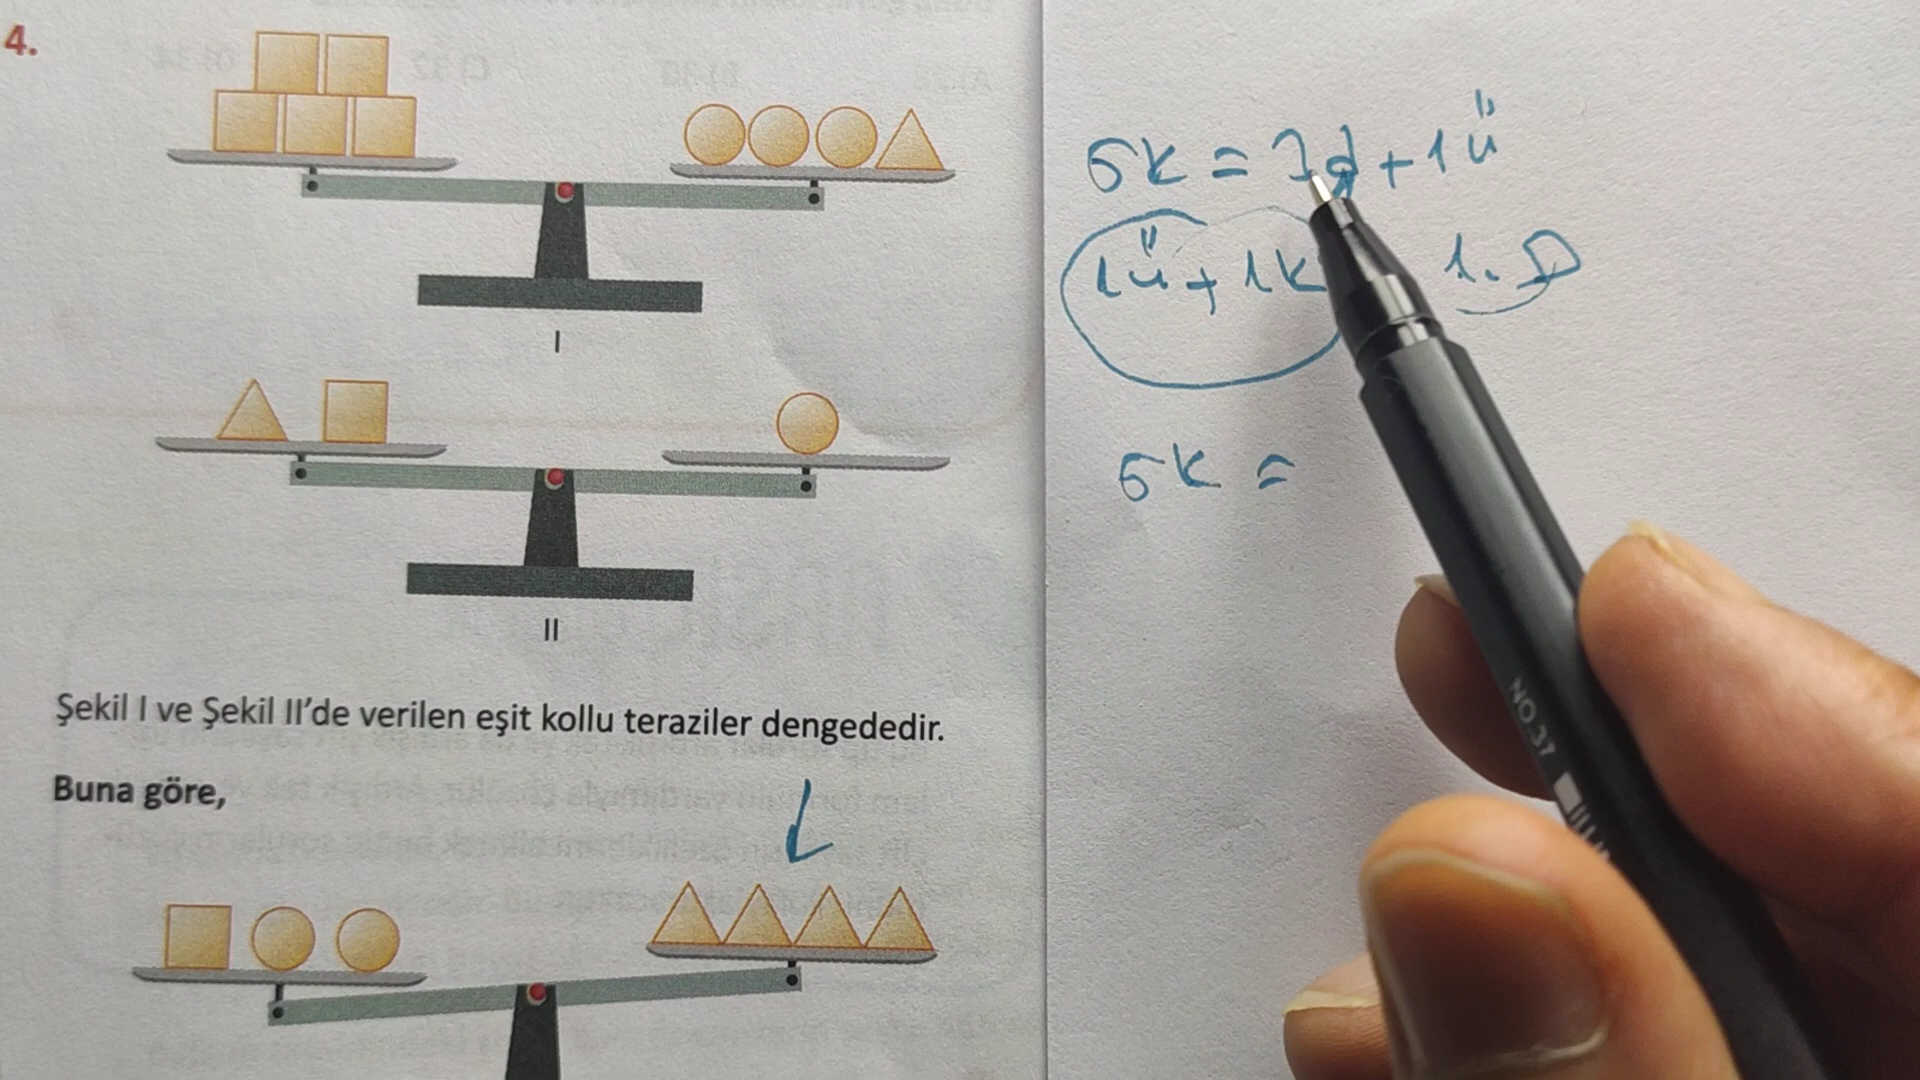 4.
I
II
Şekil I ve Şekil II'de verilen eşit kollu teraziler dengededir.
Buna göre,
5k = 3d + 1ü
1ü + 1k
1.D
5k =
NO.37